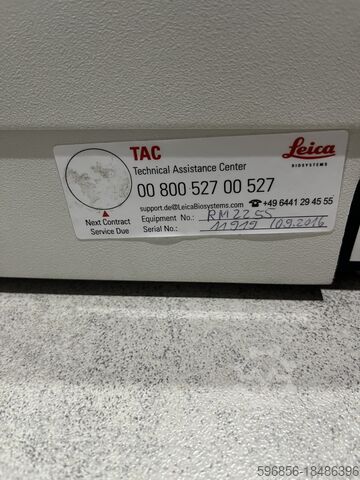 TAC
Leica
BIOSYSTEMS
Technical Assistance Center
00 800 527 00 527
support.de@LeicaBiosystems.com ☎+49 6441 29 45 55
Next Contract
Service Due
Equipment No.: RM2255
Serial No.: 11919 /09.2016
596856-18486396